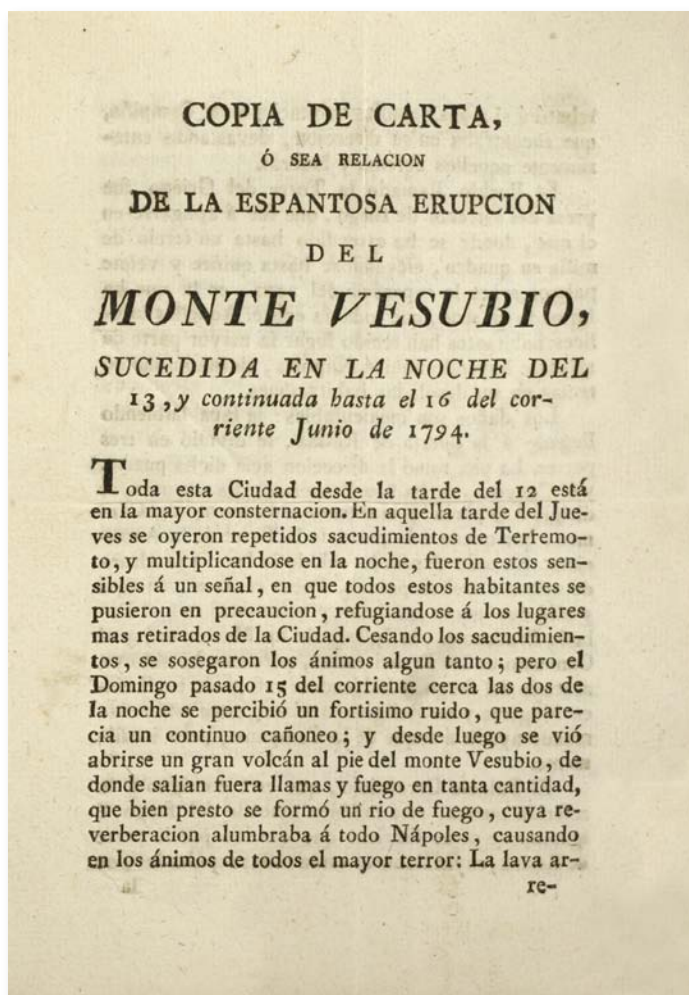 COPIA DE CARTA,
Ó SEA RELACION
DE LA ESPANTOSA ERUPCION
DEL
MONTE VESUBIO,
SUCEDIDA EN LA NOCHE DEL
13, y continuada hasta el 16 del cor-
riente Junio de 1794.
Toda esta Ciudad desde la tarde del 12 está
en la mayor consternacion. En aquella tarde del Jue-
ves se oyeron repetidos sacudimientos de Terremo-
to, y multiplicandose en la noche, fueron estos sen-
sibles á un señal, en que todos estos habitantes se
pusieron en precaucion, refugiandose á los lugares
mas retirados de la Ciudad. Cesando los sacudimien-
tos, se sosegaron los ánimos algun tanto; pero el
Domingo pasado 15 del corriente cerca las dos de
la noche se percibió un fortisimo ruido, que pare-
cia un continuo cañoneo; y desde luego se vió
abrirse un gran volcán al pie del monte Vesubio, de
donde salian fuera llamas y fuego en tanta cantidad,
que bien presto se formó un rio de fuego, cuya re-
verberacion alumbraba á todo Nápoles, causando
en los ánimos de todos el mayor terror: La lava ar-
re-